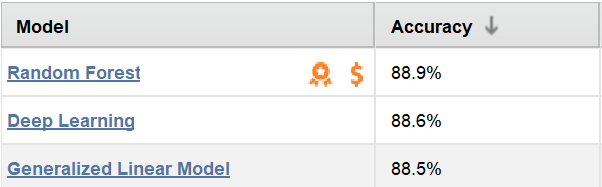 Model Accuracy
Random Forest $ 88.9%
Deep Learning 88.6%
Generalized Linear Model 88.5%